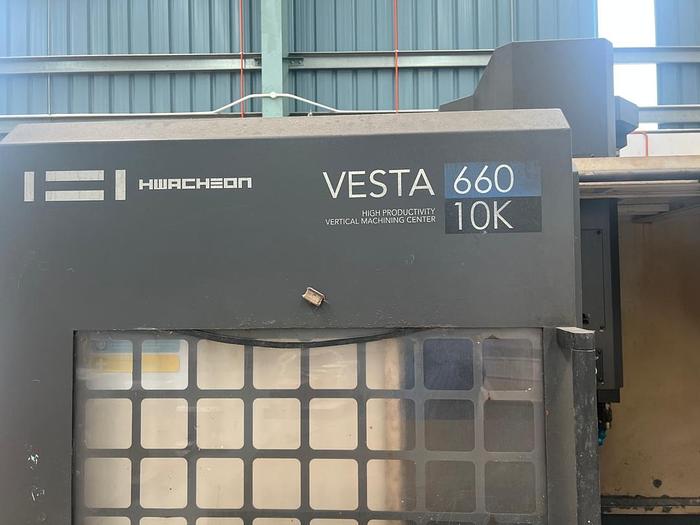 HWACHEON
VESTA 660
HIGH PRODUCTIVITY
VERTICAL MACHINING CENTER
10K